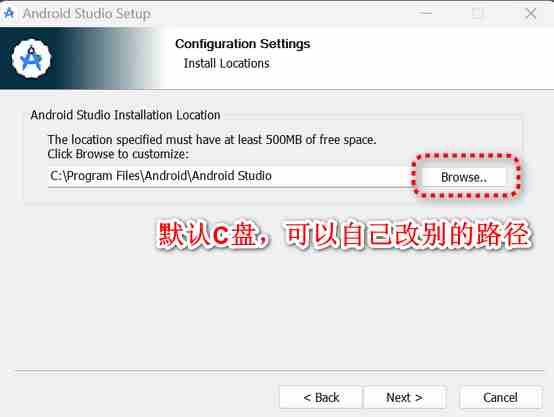 Android Studio Setup
Configuration Settings
Install Locations
Android Studio Installation Location
The location specified must have at least 500MB of free space.
Click Browse to customize:
C:\Program Files\Android\Android Studio
Browse..
默认C盘，可以自己改别的路径
< Back
Next >
Cancel